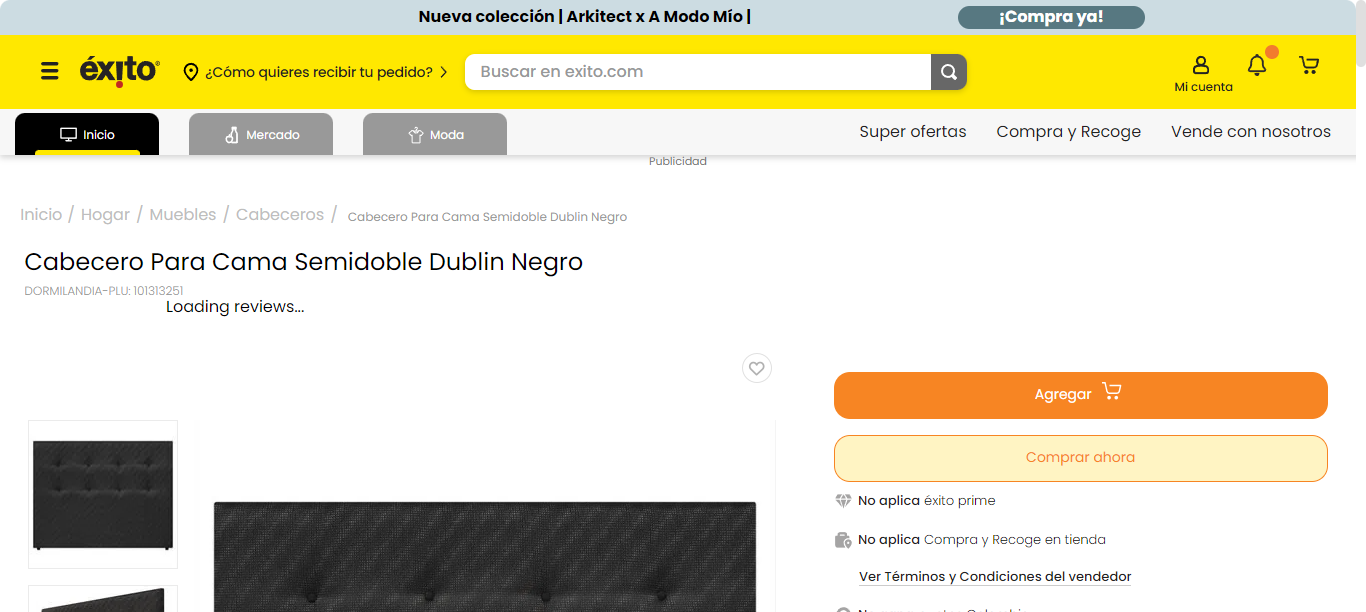 Nueva colección | Arkitect x A Modo Mío |
¡Compra ya!
éxito
¿Cómo quieres recibir tu pedido?
Buscar en exito.com
Mi cuenta
Inicio
Mercado
Moda
Super ofertas
Compra y Recoge
Vende con nosotros
Publicidad
Inicio / Hogar / Muebles / Cabeceros / Cabecero Para Cama Semidoble Dublin Negro
Cabecero Para Cama Semidoble Dublin Negro
DORMILANDIA-PLU: 101313251
Loading reviews...
Agregar
Comprar ahora
No aplica éxito prime
No aplica Compra y Recoge en tienda
Ver Términos y Condiciones del vendedor